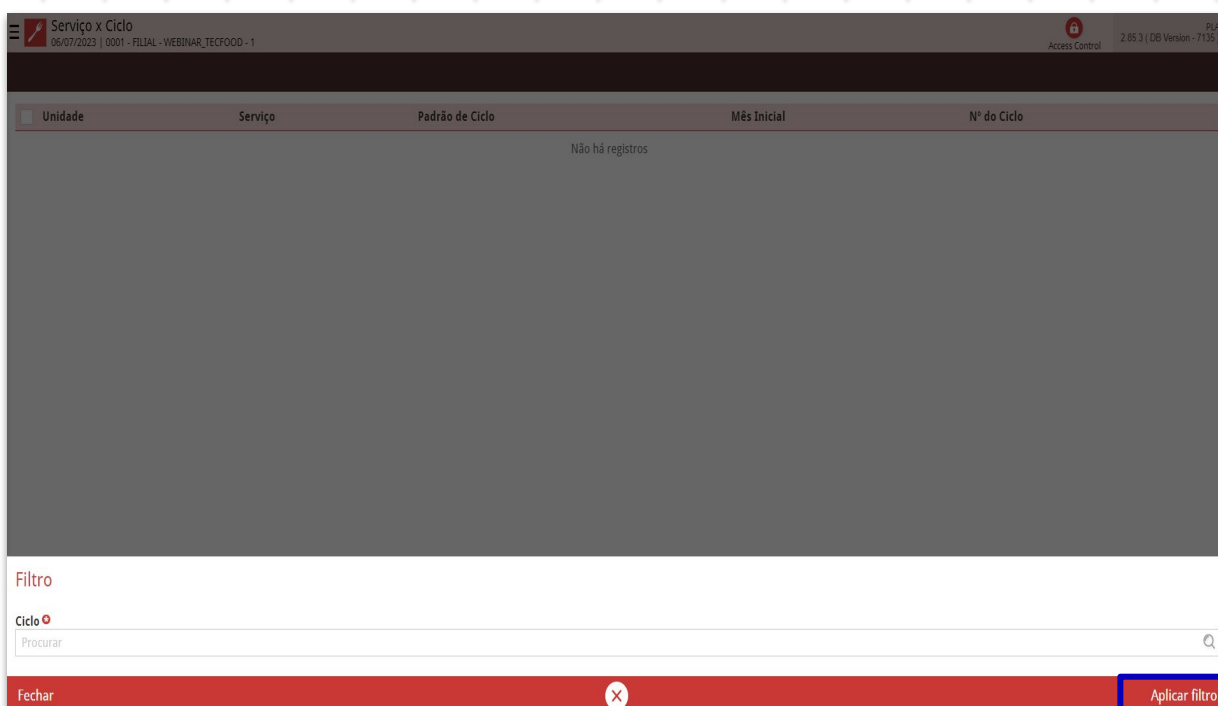 Serviço x Ciclo
06/07/2023 | 0001 - FILIAL - WEBINAR_TECFOOD - 1
Access Control
PLA
2.85.3 ( DB Version - 7135
Unidade Serviço Padrão de Ciclo Mês Inicial Nº do Ciclo
Não há registros
Filtro
Ciclo
Procurar
Fechar
Aplicar filtro